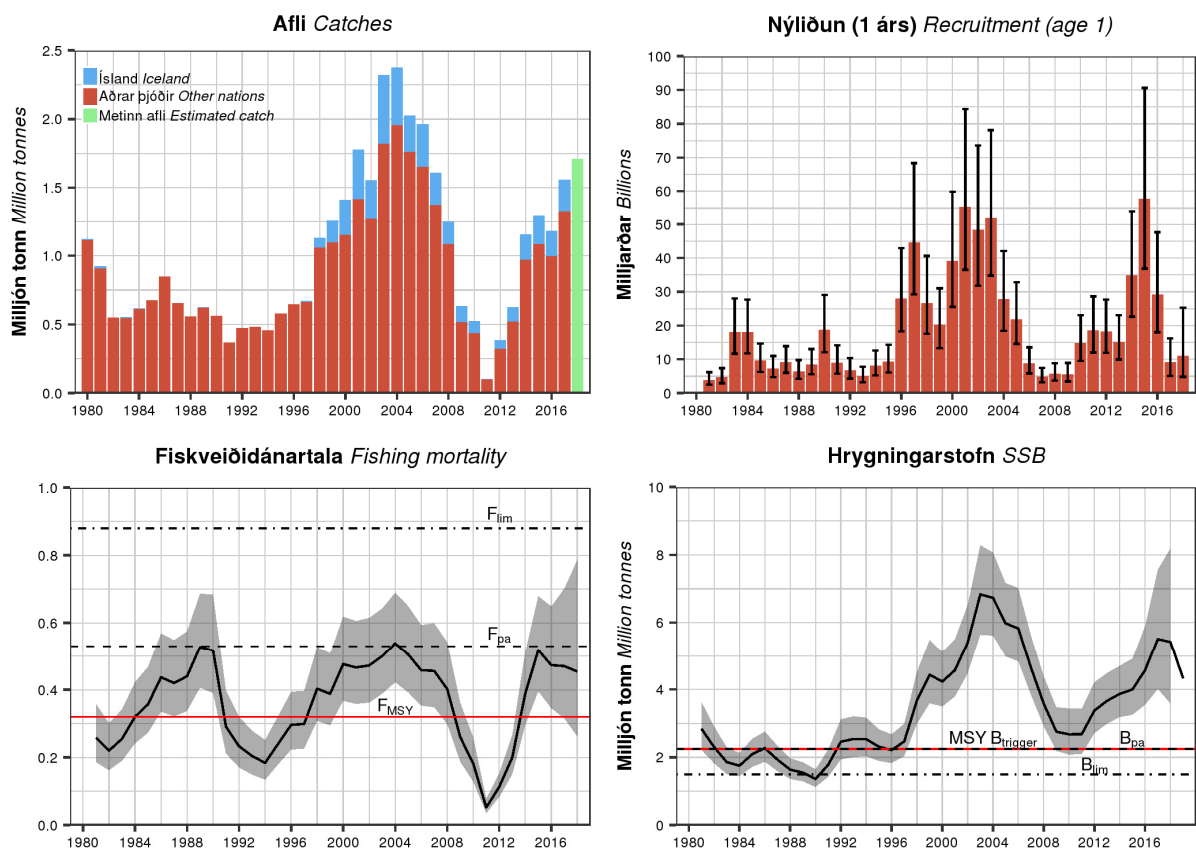 Afli Catches
Milljón tonn Million tonnes
2.5
2.0
1.5
1.0
0.5
0.0
Ísland Iceland
Aðrar þjóðir Other nations
Metinn afli Estimated catch
1980 1984 1988 1992 1996 2000 2004 2008 2012 2016
Nýliðun (1 árs) Recruitment (age 1)
Milljarðar Billions
100
90
80
70
60
50
40
30
20
10
0
1980 1984 1988 1992 1996 2000 2004 2008 2012 2016
Fiskveiðidánartala Fishing mortality
1.0
0.8
0.6
0.4
0.2
0.0
Flim
Fpa
FMSY
1980 1984 1988 1992 1996 2000 2004 2008 2012 2016
Hrygningarstofn SSB
Milljón tonn Million tonnes
10
8
6
4
2
0
MSY Btrigger Bpa
Blim
1980 1984 1988 1992 1996 2000 2004 2008 2012 2016